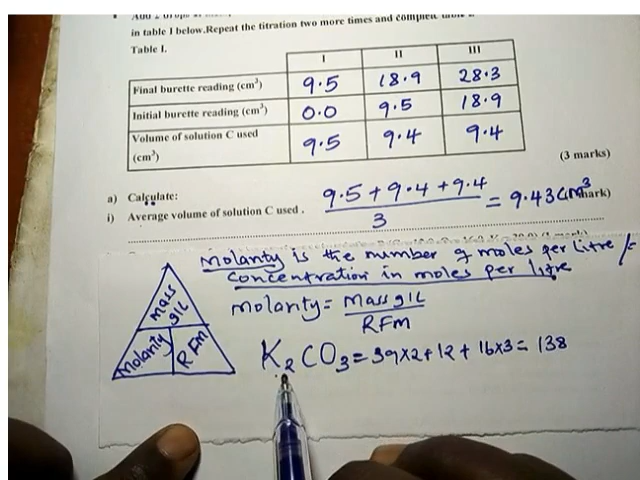 in table I below.Repeat the titration two more times and complete table
Table I.
I II III
Final burette reading (cm³) 9.5 18.9 28.3
Initial burette reading (cm³) 0.0 9.5 18.9
Volume of solution C used (cm³) 9.5 9.4 9.4
(3 marks)
a) Calculate:
i) Average volume of solution C used .
9.5 + 9.4 + 9.4 / 3 = 9.43 cm³
mark)
Molarity is the number of moles per litre /
concentration in moles per litre
Mass g/L
Molarity RFM
Molarity = Mass g/L / RFM
K₂CO₃ = 39x2 + 12 + 16x3 = 138